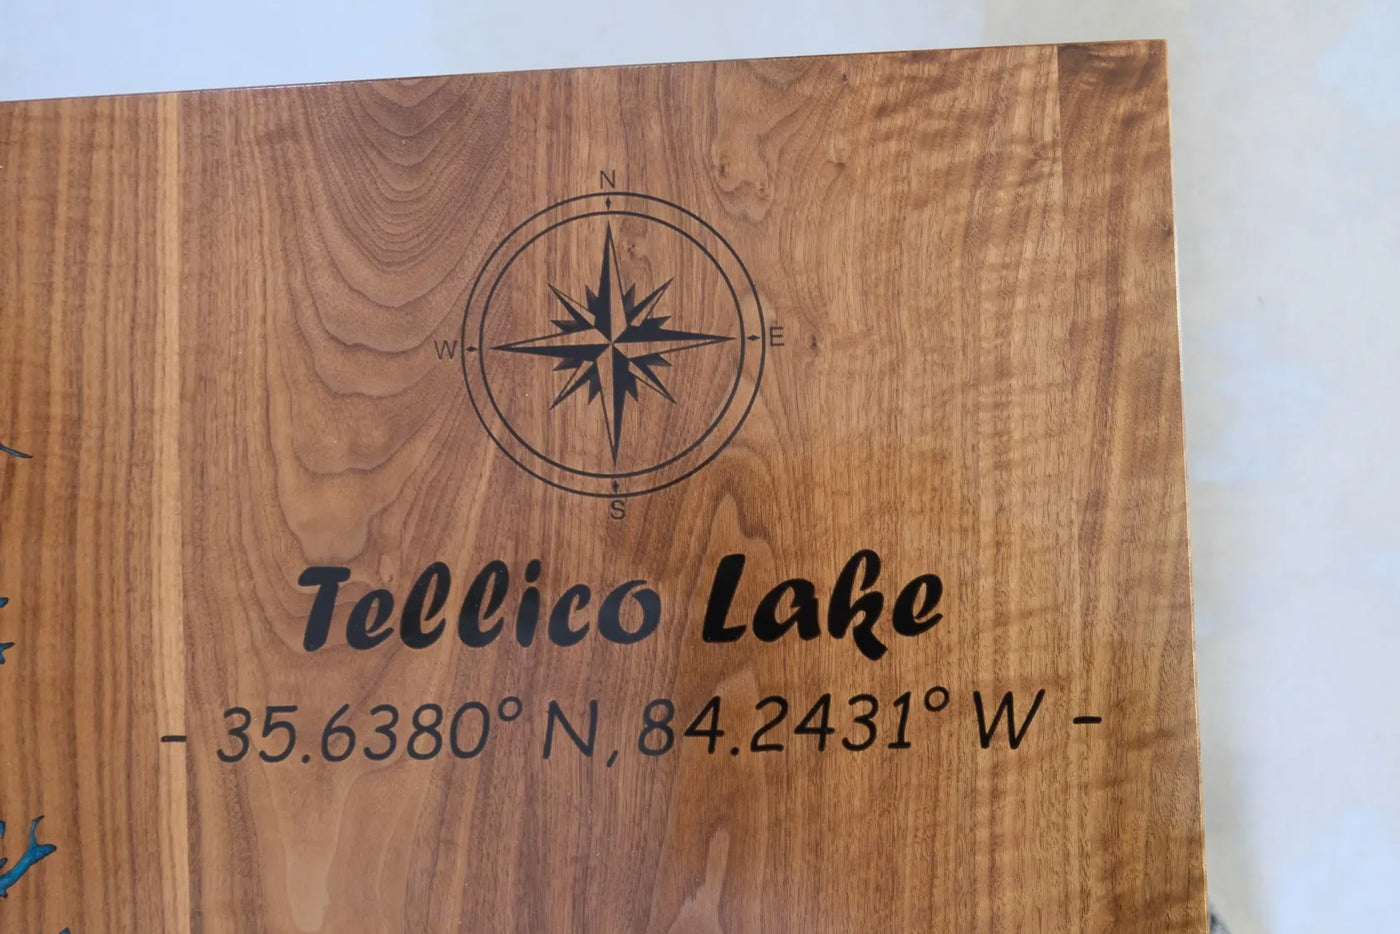 N
W E
S
Tellico Lake
- 35.6380° N, 84.2431° W -